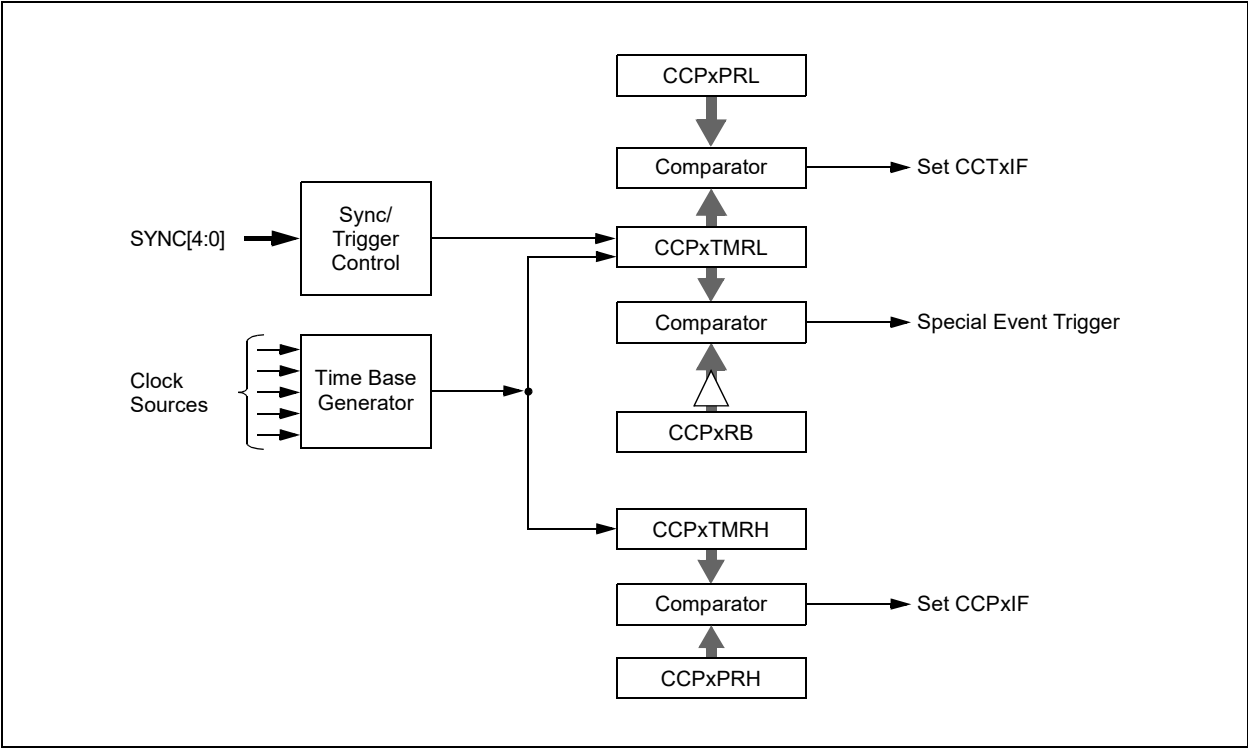 CCPxPRL
Comparator
Set CCTxIF
SYNC[4:0]
Sync/
Trigger
Control
CCPxTMRL
Comparator
Special Event Trigger
Clock
Sources
Time Base
Generator
CCPxRB
CCPxTMRH
Comparator
Set CCPxIF
CCPxPRH